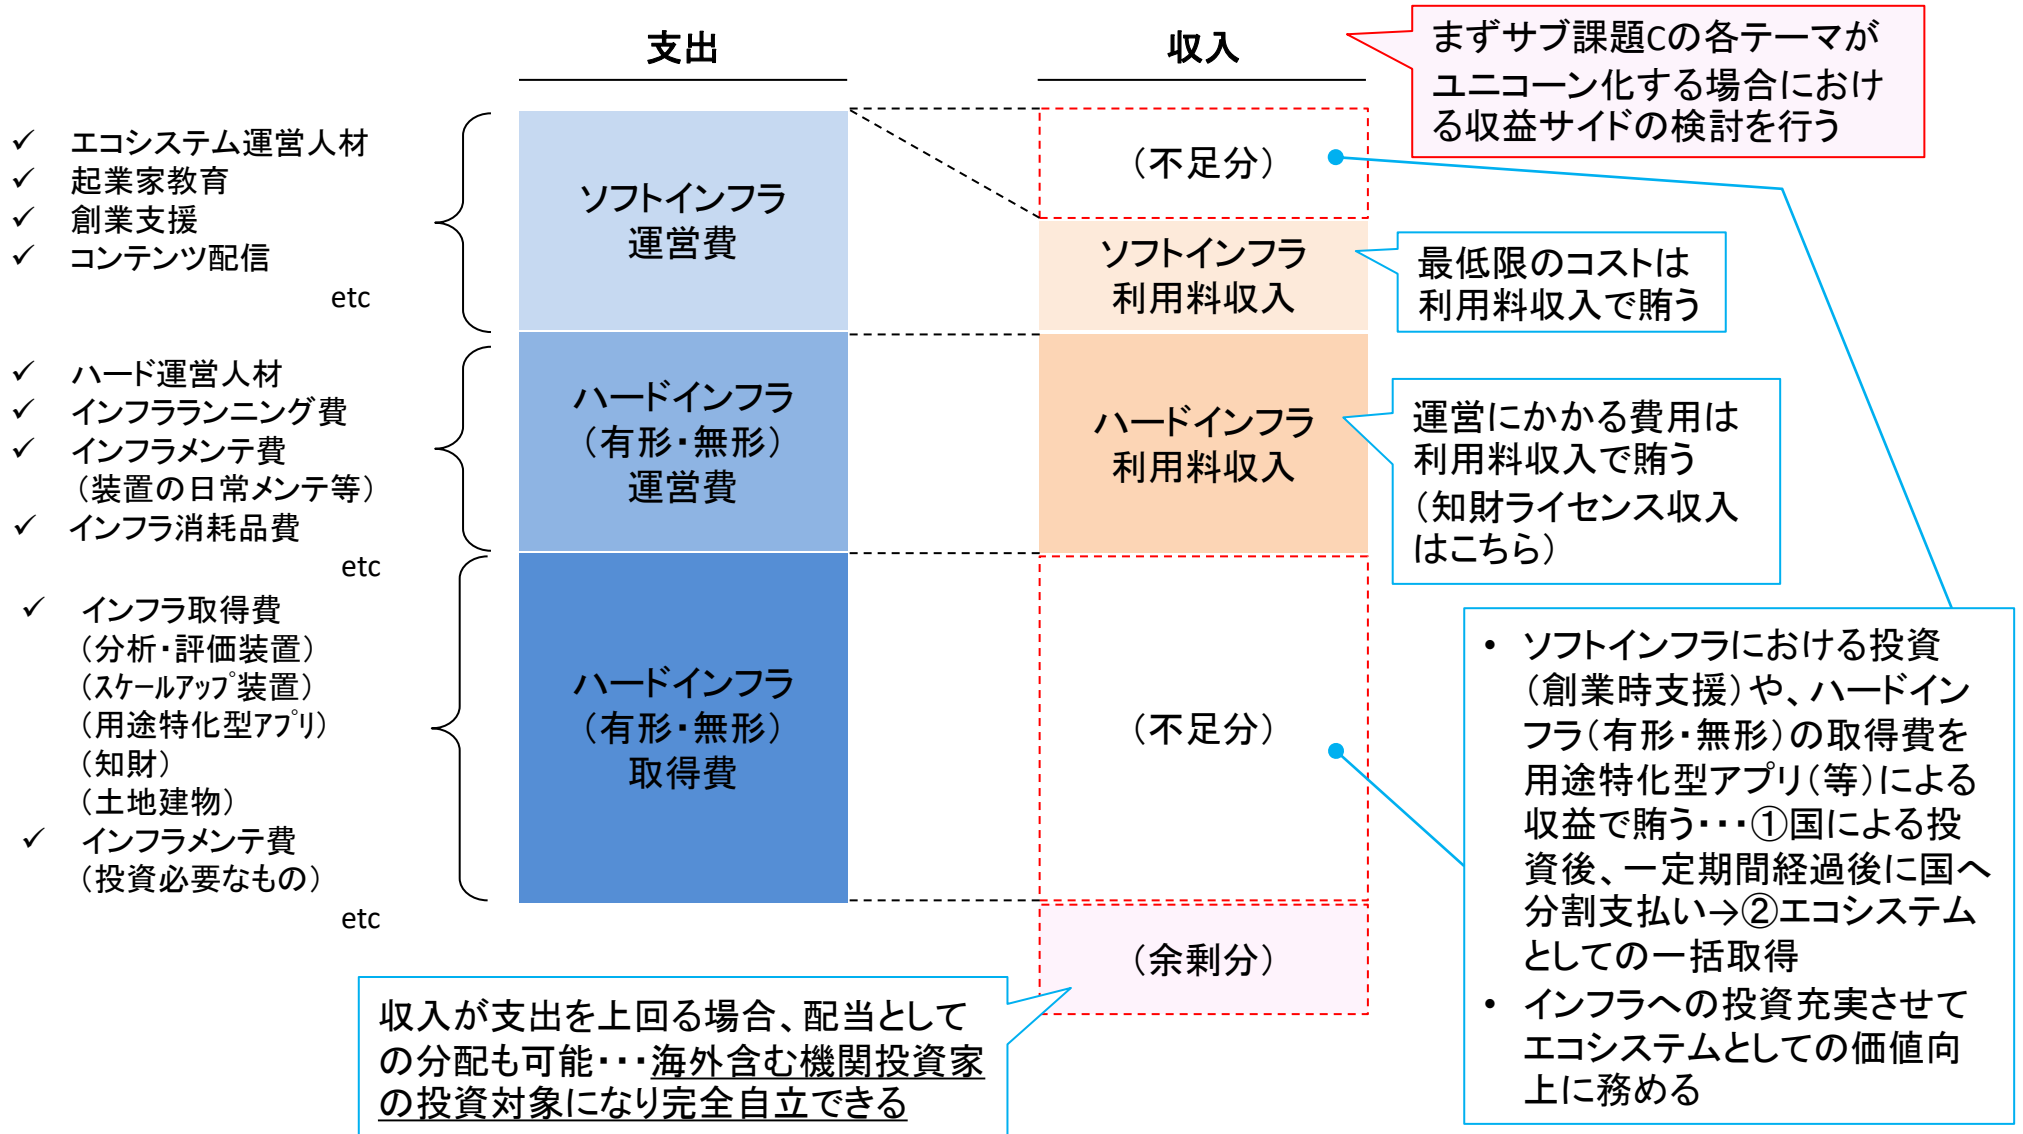 支出
収入
まずサブ課題Cの各テーマが
ユニコーン化する場合におけ
る収益サイドの検討を行う
✓ エコシステム運営人材
✓ 起業家教育
✓ 創業支援
✓ コンテンツ配信
etc
ソフトインフラ
運営費
（不足分）
ソフトインフラ
利用料収入
最低限のコストは
利用料収入で賄う
✓ ハード運営人材
✓ インフラランニング費
✓ インフラメンテ費
（装置の日常メンテ等）
✓ インフラ消耗品費
etc
ハードインフラ
（有形・無形）
運営費
ハードインフラ
利用料収入
運営にかかる費用は
利用料収入で賄う
（知財ライセンス収入
はこちら）
✓ インフラ取得費
（分析・評価装置）
（ｽｹｰﾙｱｯﾌﾟ装置）
（用途特化型ｱﾌﾟﾘ）
（知財）
（土地建物）
✓ インフラメンテ費
（投資必要なもの）
etc
ハードインフラ
（有形・無形）
取得費
（不足分）
• ソフトインフラにおける投資
（創業時支援）や、ハードイン
フラ（有形・無形）の取得費を
用途特化型アプリ（等）による
収益で賄う・・・①国による投
資後、一定期間経過後に国へ
分割支払い→②エコシステム
としての一括取得
• インフラへの投資充実させて
エコシステムとしての価値向
上に務める
（余剰分）
収入が支出を上回る場合、配当として
の分配も可能・・・海外含む機関投資家
の投資対象になり完全自立できる